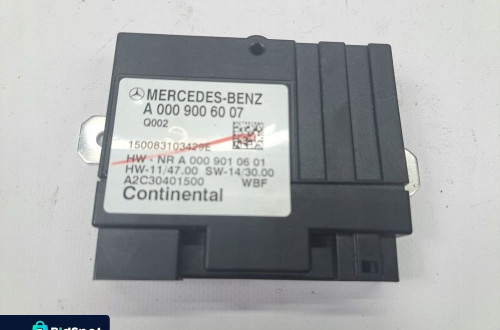 MERCEDES-BENZ
A 000 900 60 07
Q002
150083103429E
HW - NR A 000 901 06 01
HW-11/47.00 SW-14/30.00
A2C30401500 WBF
Continental
BidSpot